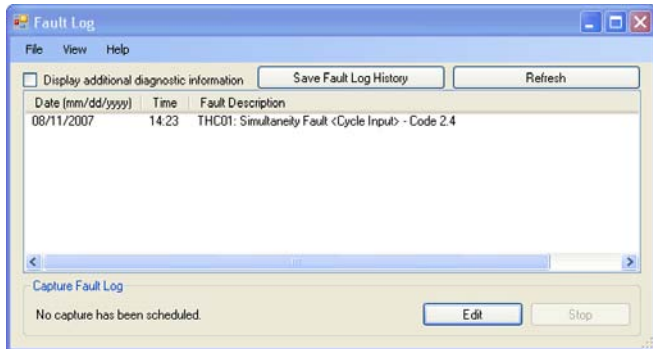 Fault Log
File View Help
Display additional diagnostic information Save Fault Log History Refresh
Date (mm/dd/yyyy) Time Fault Description
08/11/2007 14:23 THC01: Simultaneity Fault <Cycle Input> - Code 2.4
Capture Fault Log
No capture has been scheduled. Edit Stop